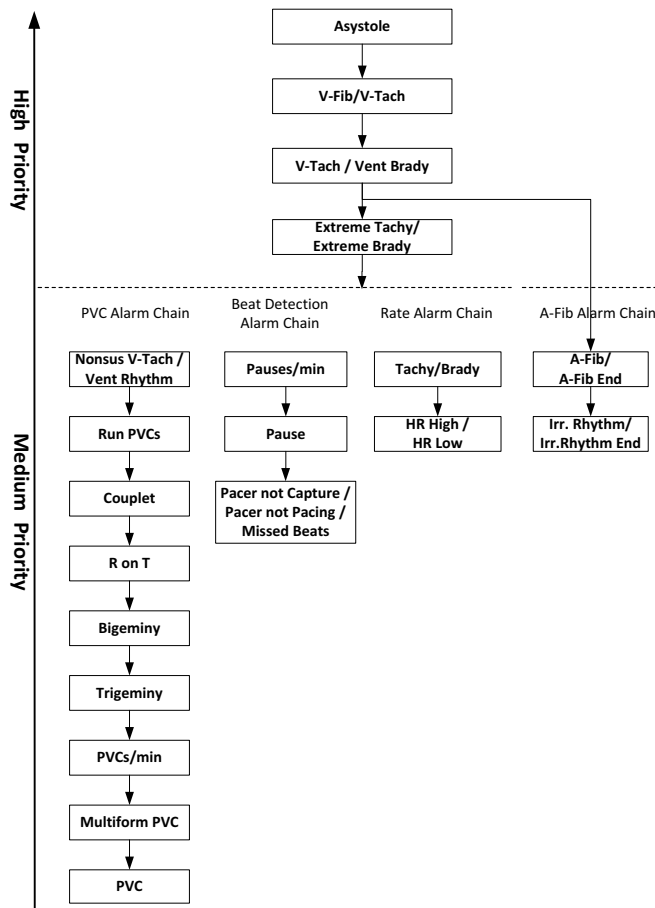 High Priority
Medium Priority
Asystole
V-Fib/V-Tach
V-Tach / Vent Brady
Extreme Tachy/
Extreme Brady
PVC Alarm Chain
Beat Detection
Alarm Chain
Rate Alarm Chain
A-Fib Alarm Chain
Nonsus V-Tach /
Vent Rhythm
Run PVCs
Couplet
R on T
Bigeminy
Trigeminy
PVCs/min
Multiform PVC
PVC
Pauses/min
Pause
Pacer not Capture /
Pacer not Pacing /
Missed Beats
Tachy/Brady
HR High /
HR Low
A-Fib/
A-Fib End
Irr. Rhythm/
Irr.Rhythm End